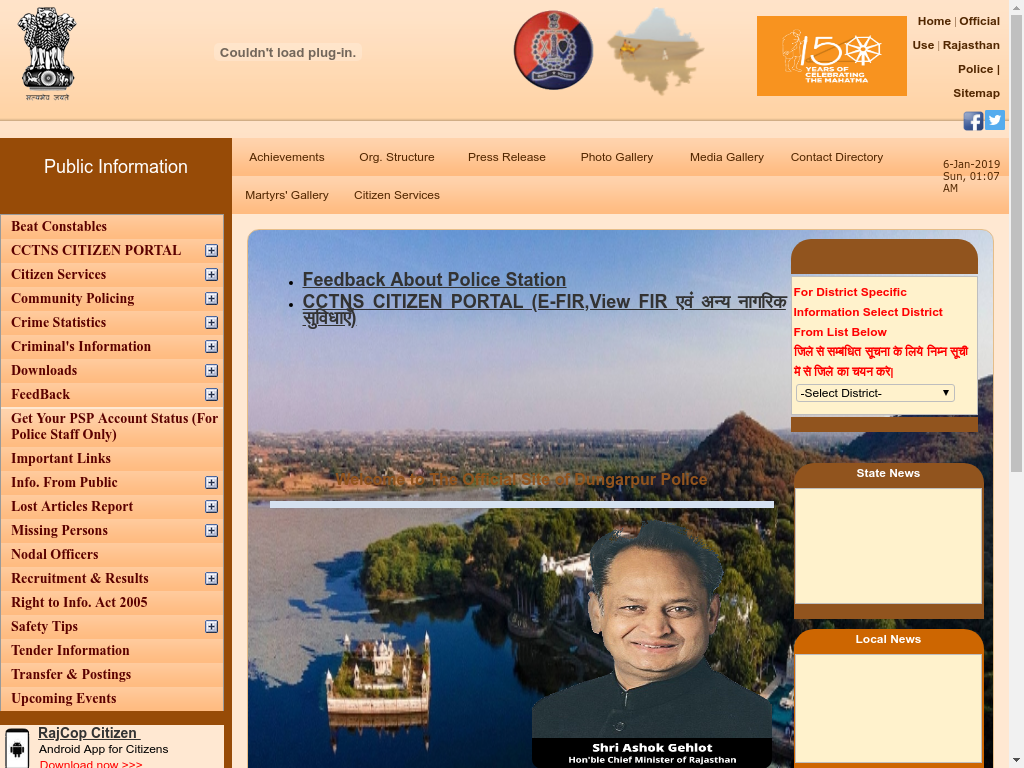 सत्यमेव जयते
Couldn't load plug-in.
150
YEARS OF
CELEBRATING
THE MAHATMA
Home | Official
Use | Rajasthan
Police |
Sitemap
Public Information
Achievements
Org. Structure
Press Release
Photo Gallery
Media Gallery
Contact Directory
Martyrs' Gallery
Citizen Services
6-Jan-2019
Sun, 01:07
AM
Beat Constables
CCTNS CITIZEN PORTAL
Citizen Services
Community Policing
Crime Statistics
Criminal's Information
Downloads
FeedBack
Get Your PSP Account Status (For
Police Staff Only)
Important Links
Info. From Public
Lost Articles Report
Missing Persons
Nodal Officers
Recruitment & Results
Right to Info. Act 2005
Safety Tips
Tender Information
Transfer & Postings
Upcoming Events
RajCop Citizen
Android App for Citizens
Download now >>>
Feedback About Police Station
CCTNS CITIZEN PORTAL (E-FIR,View FIR एवं अन्य नागरिक
सुविधाएँ)
Welcome to The Official Site of Dungarpur Police
Shri Ashok Gehlot
Hon'ble Chief Minister of Rajasthan
For District Specific
Information Select District
From List Below
जिले से सम्बंधित सूचना के लिये निम्न सूची
में से जिले का चयन करे|
-Select District-
State News
Local News